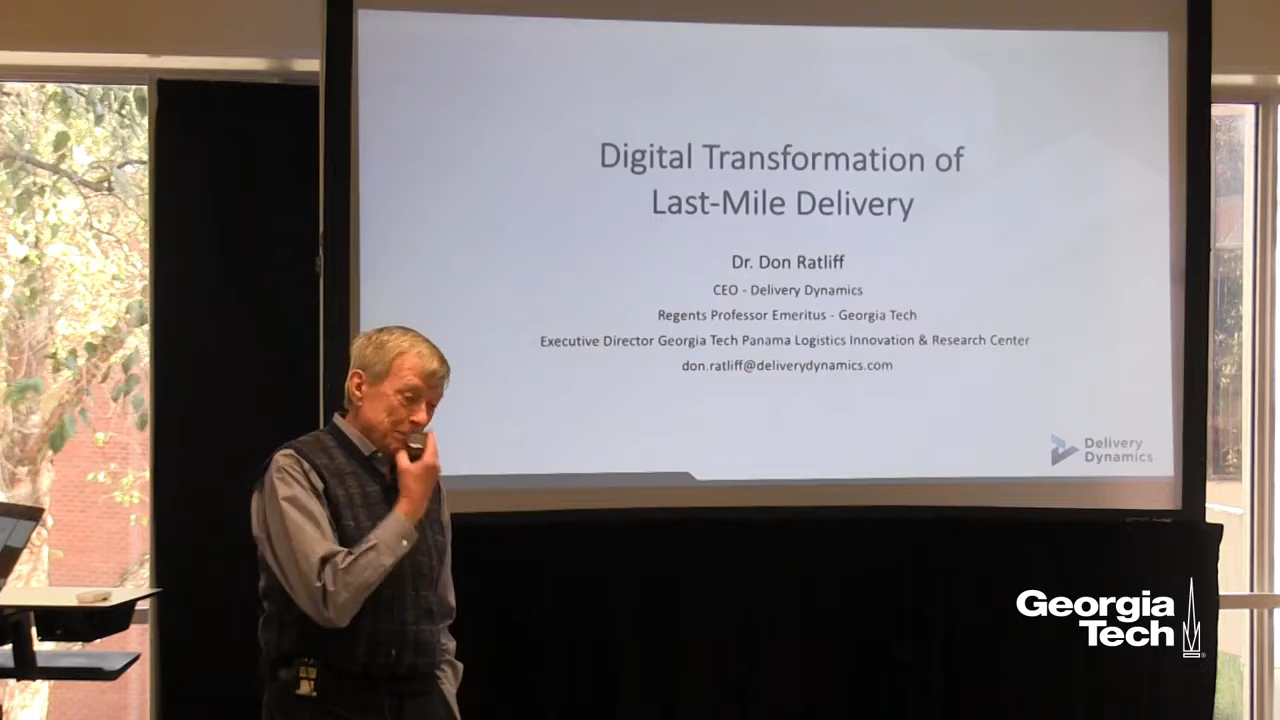 Digital Transformation of
Last-Mile Delivery
Dr. Don Ratliff
CEO - Delivery Dynamics
Regents Professor Emeritus - Georgia Tech
Executive Director Georgia Tech Panama Logistics Innovation & Research Center
don.ratliff@deliverydynamics.com
Delivery
Dynamics
Georgia
Tech